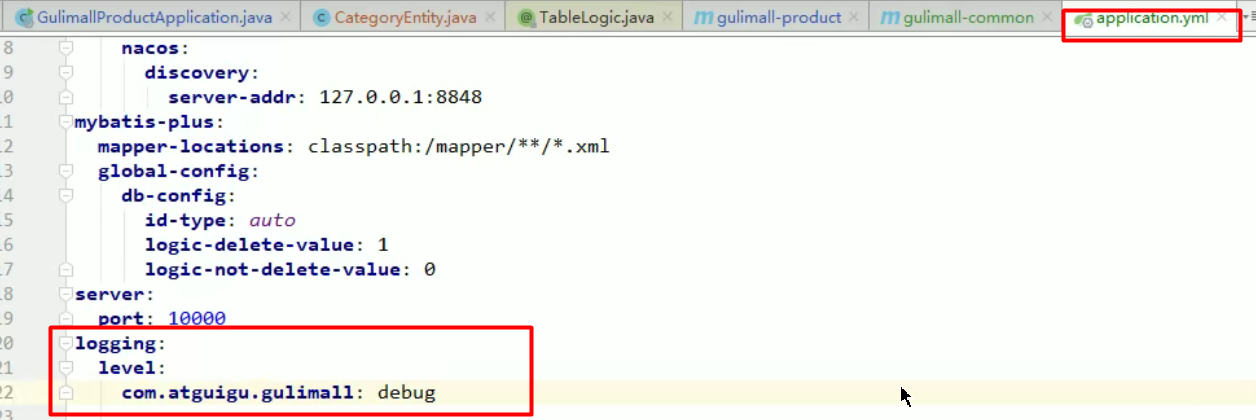 GulimallProductApplication.java CategoryEntity.java TableLogic.java gulimall-product gulimall-common application.yml
8 nacos:
9 discovery:
10 server-addr: 127.0.0.1:8848
11 mybatis-plus:
12 mapper-locations: classpath:/mapper/**/*.xml
13 global-config:
14 db-config:
15 id-type: auto
16 logic-delete-value: 1
17 logic-not-delete-value: 0
18 server:
19 port: 10000
20 logging:
21 level:
22 com.atguigu.gulimall: debug
23